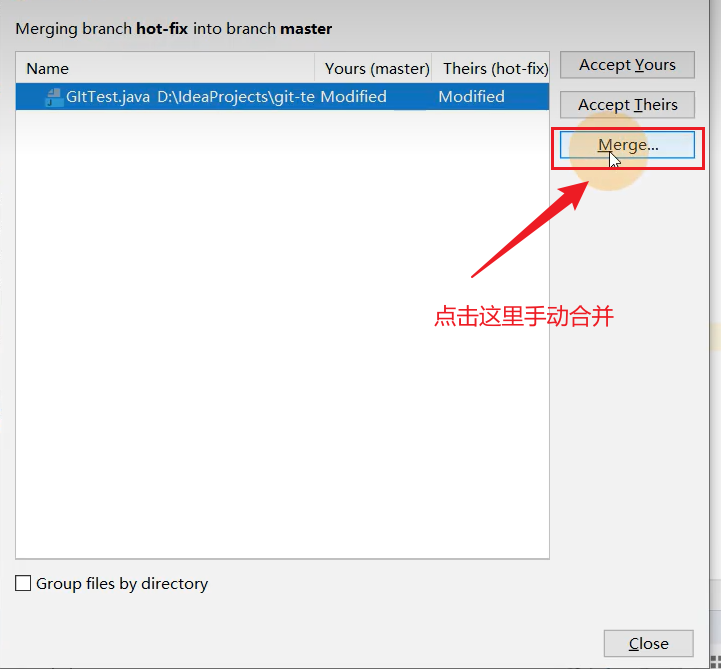 Merging branch hot-fix into branch master
Name Yours (master) Theirs (hot-fix)
GItTest.java D:\IdeaProjects\git-te Modified Modified
Accept Yours
Accept Theirs
Merge...
点击这里手动合并
Group files by directory
Close